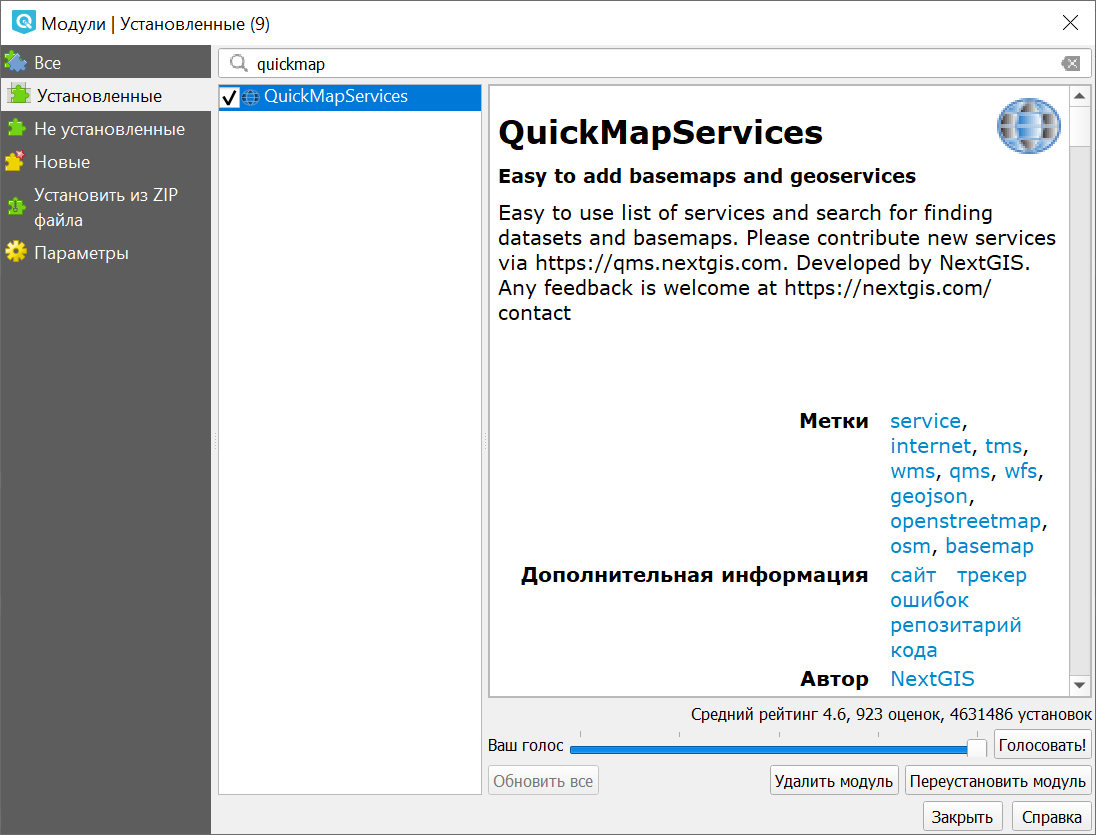 Модули | Установленные (9)
Все
Установленные
Не установленные
Новые
Установить из ZIP
файла
Параметры
quickmap
QuickMapServices
QuickMapServices
Easy to add basemaps and geoservices
Easy to use list of services and search for finding
datasets and basemaps. Please contribute new services
via https://qms.nextgis.com. Developed by NextGIS.
Any feedback is welcome at https://nextgis.com/
contact
Метки service,
internet, tms,
wms, qms, wfs,
geojson,
openstreetmap,
osm, basemap
Дополнительная информация сайт трекер
ошибок
репозитарий
кода
Автор NextGIS
Средний рейтинг 4.6, 923 оценок, 4631486 установок
Ваш голос Голосовать!
Обновить все Удалить модуль Переустановить модуль
Закрыть Справка